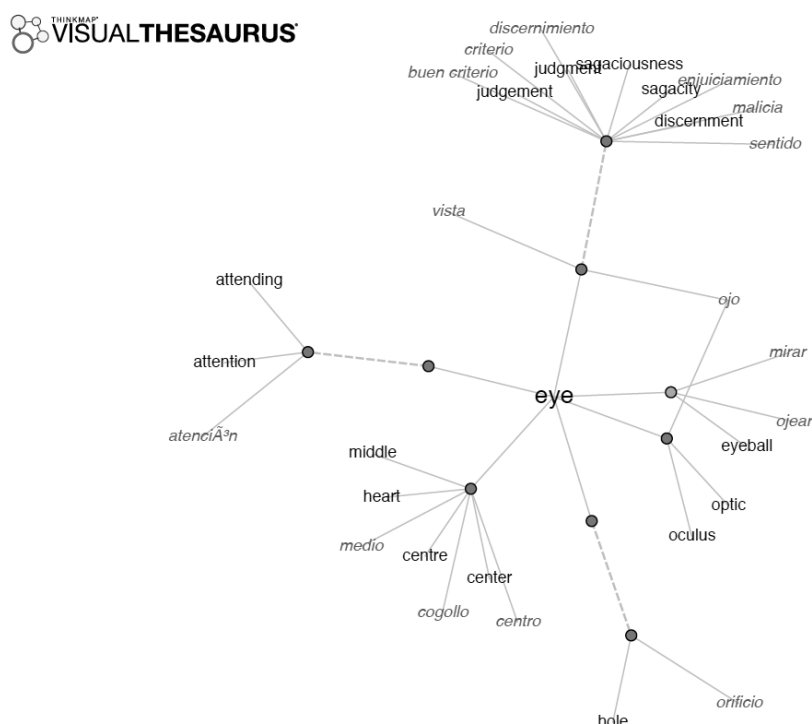 THINKMAP®
VISUALTHESAURUS®
discernimiento
criterio
sagaciousness
judgment
buen criterio
enjuiciamiento
sagacity
judgement
malicia
discernment
sentido
vista
attending
ojo
mirar
attention
eye
ojear
atenciÃ³n
eyeball
middle
heart
optic
medio
centre
oculus
center
cogollo
centro
orificio
hole